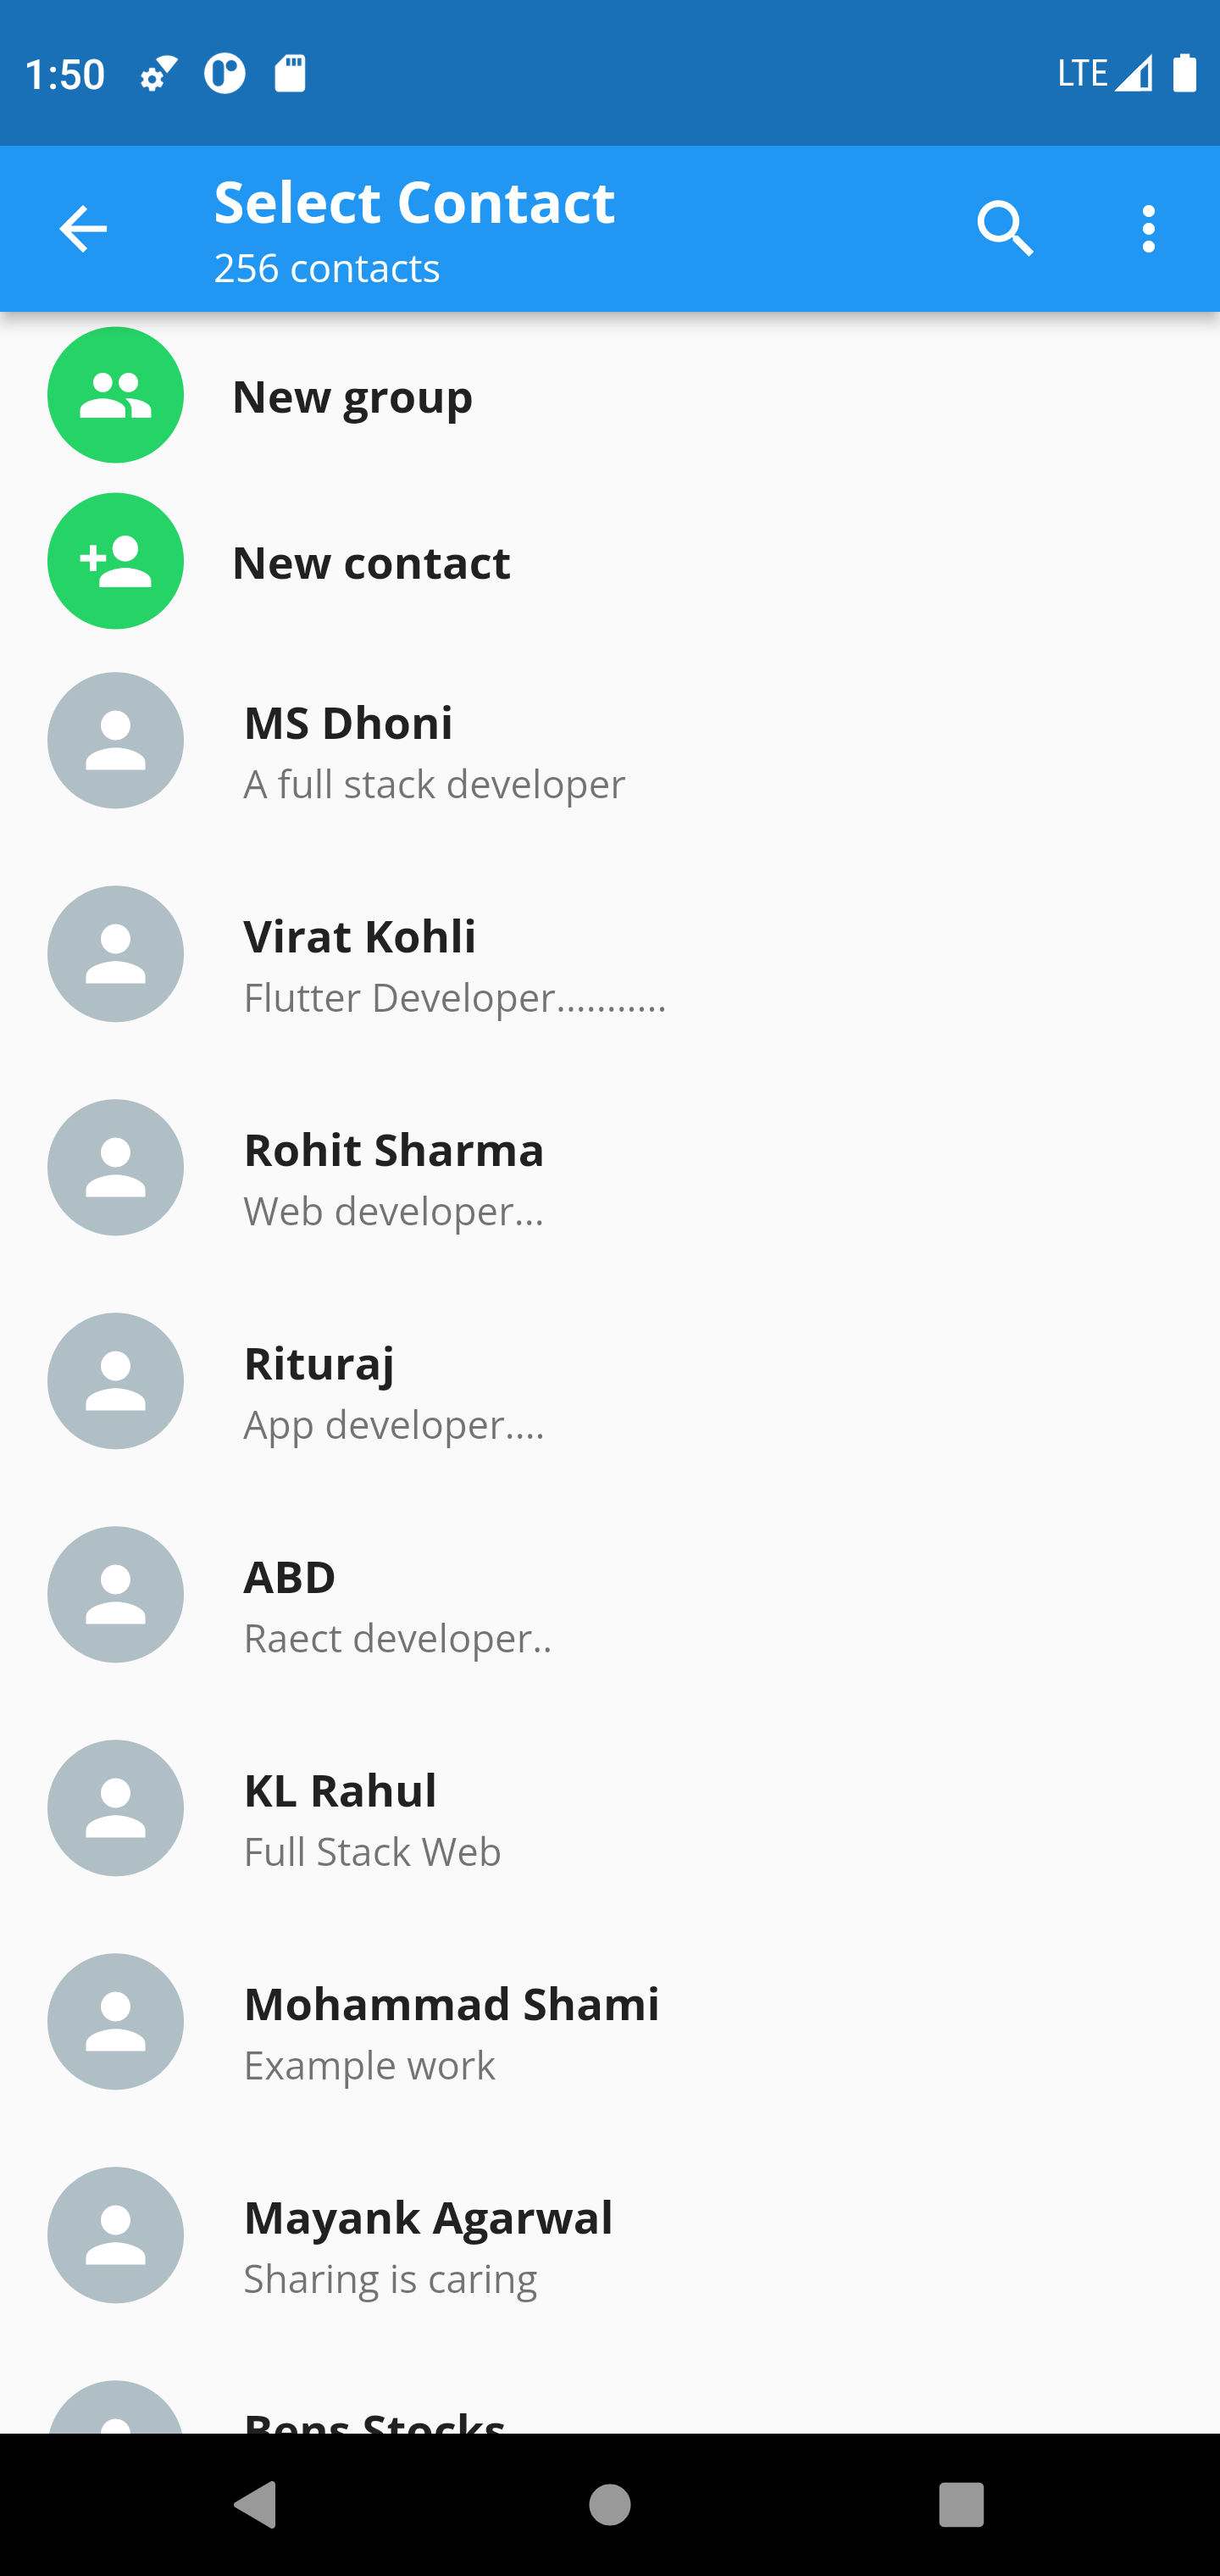 1:50
LTE
Select Contact
256 contacts
New group
New contact
MS Dhoni
A full stack developer
Virat Kohli
Flutter Developer...........
Rohit Sharma
Web developer...
Rituraj
App developer....
ABD
Raect developer..
KL Rahul
Full Stack Web
Mohammad Shami
Example work
Mayank Agarwal
Sharing is caring
Bens Stocks